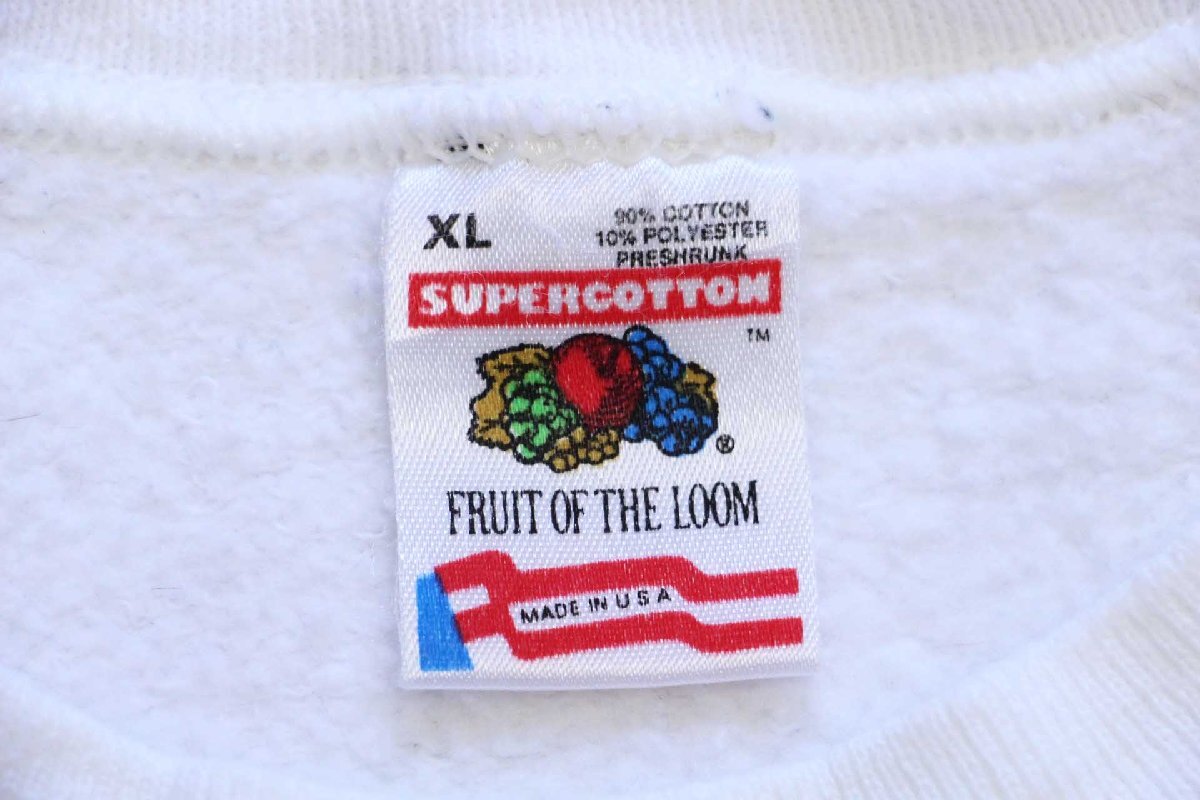 XL
90% COTTON
10% POLYESTER
PRESHRUNK
SUPERCOTTON
TM
®
FRUIT OF THE LOOM
MADE IN U S A